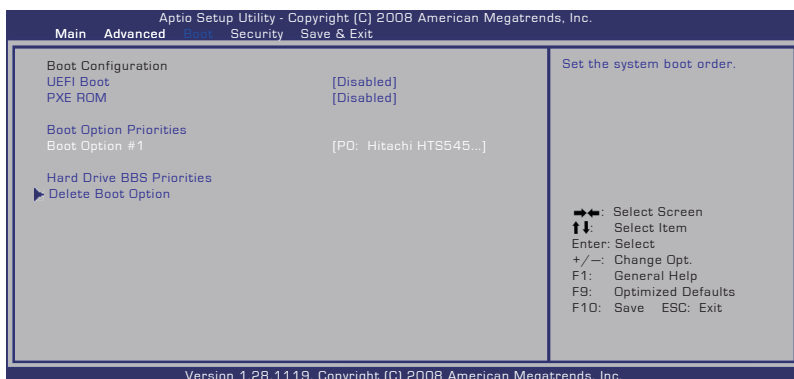 Aptio Setup Utility - Copyright (C) 2008 American Megatrends, Inc.
Main Advanced Boot Security Save & Exit
Boot Configuration
UEFI Boot [Disabled]
PXE ROM [Disabled]
Boot Option Priorities
Boot Option #1 [P0: Hitachi HTS545...]
Hard Drive BBS Priorities
Delete Boot Option
Set the system boot order.
→←: Select Screen
↑↓: Select Item
Enter: Select
+/—: Change Opt.
F1: General Help
F9: Optimized Defaults
F10: Save ESC: Exit
Version 1.28.1119. Copyright (C) 2008 American Megatrends, Inc.